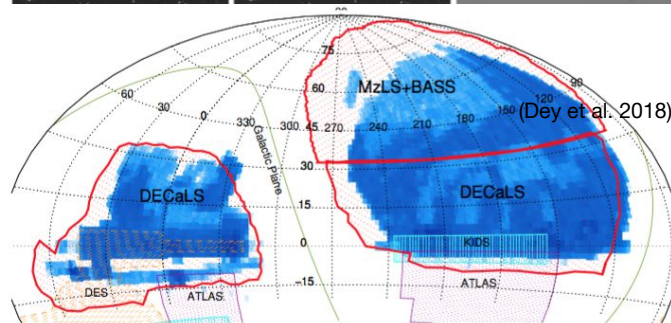 75
60
MzLS+BASS
90
120
(Dey et al. 2018)
60
30
0
330
Galactic Plane
300
45
270
240
210
180
150
30
DECaLS
DECaLS
15
0
KIDS
−15
DES
ATLAS
ATLAS